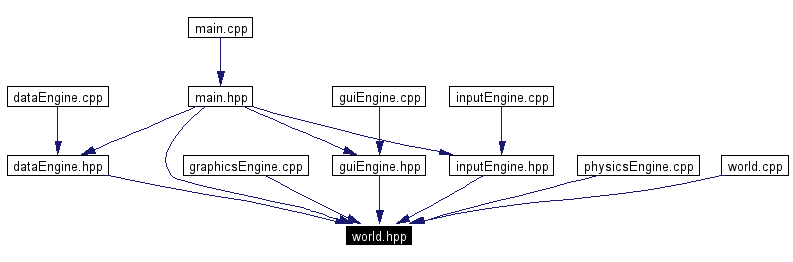 main.cpp
dataEngine.cpp
main.hpp
guiEngine.cpp
inputEngine.cpp
dataEngine.hpp
graphicsEngine.cpp
guiEngine.hpp
inputEngine.hpp
physicsEngine.cpp
world.cpp
world.hpp